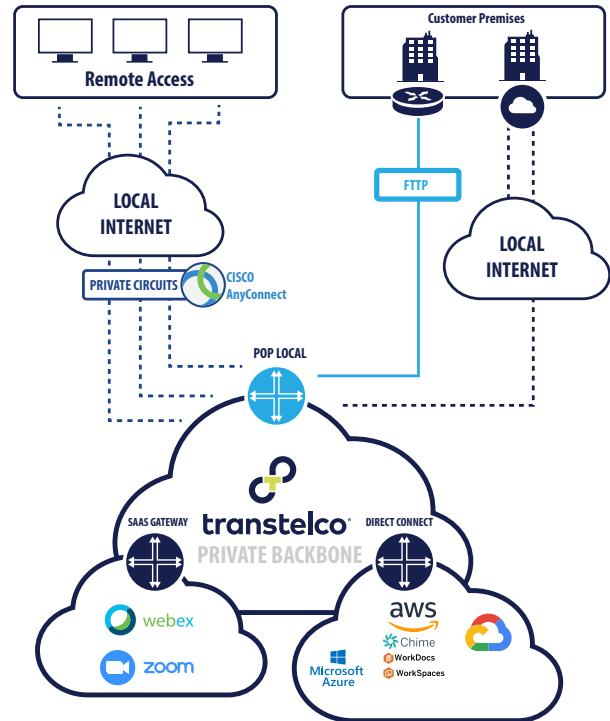 Remote Access
Customer Premises
FTTP
LOCAL
INTERNET
LOCAL
INTERNET
PRIVATE CIRCUITS
CISCO
AnyConnect
POP LOCAL
transtelco
PRIVATE BACKBONE
SAAS GATEWAY
DIRECT CONNECT
webex
zoom
aws
Chime
WorkDocs
WorkSpaces
Microsoft
Azure